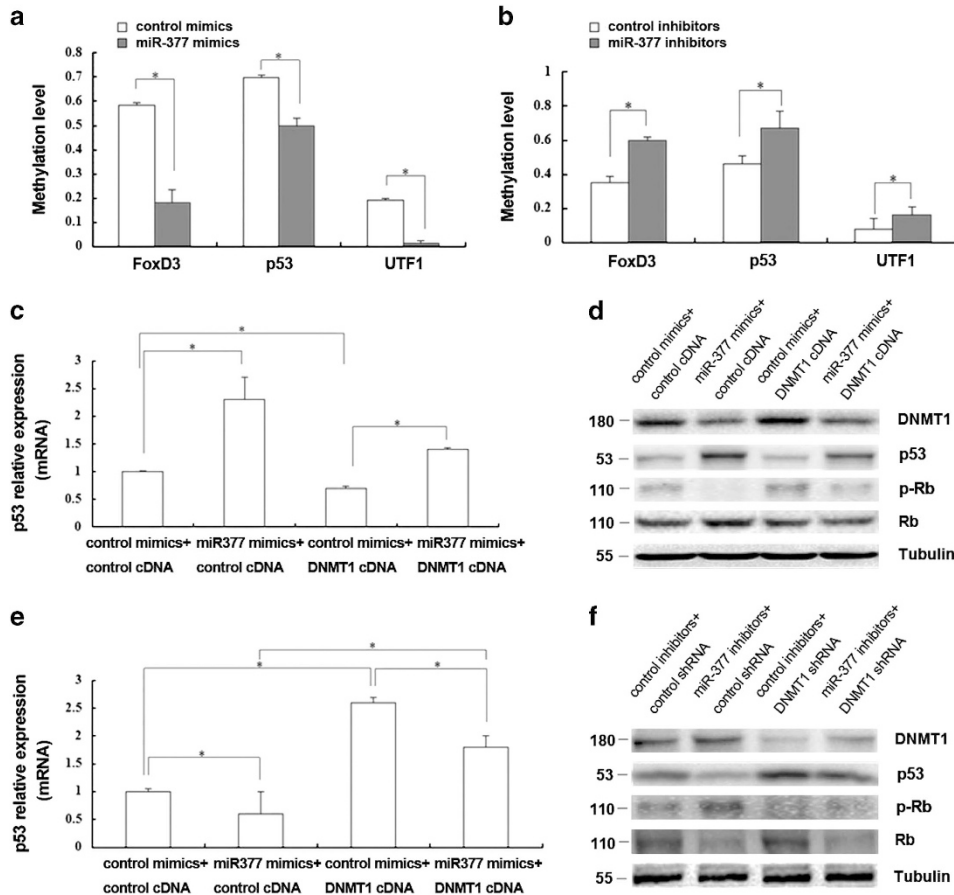 a
control mimics
miR-377 mimics
Methylation level
0.8
0.7
0.6
0.5
0.4
0.3
0.2
0.1
0
*
*
*
FoxD3 p53 UTF1
b
control inhibitors
miR-377 inhibitors
Methylation level
1
0.8
0.6
0.4
0.2
0
*
*
*
FoxD3 p53 UTF1
c
p53 relative expression
(mRNA)
3
2.5
2
1.5
1
0.5
0
*
*
*
control mimics+ miR377 mimics+ control mimics+ miR377 mimics+
control cDNA control cDNA DNMT1 cDNA DNMT1 cDNA
d
control mimics+
control cDNA
miR-377 mimics+
control cDNA
control mimics+
DNMT1 cDNA
miR-377 mimics+
DNMT1 cDNA
180 DNMT1
53 p53
110 p-Rb
110 Rb
55 Tubulin
e
p53 relative expression
(mRNA)
3
2.5
2
1.5
1
0.5
0
*
*
*
*
control mimics+ miR377 mimics+ control mimics+ miR377 mimics+
control cDNA control cDNA DNMT1 cDNA DNMT1 cDNA
f
control inhibitors+
control shRNA
miR-377 inhibitors+
control shRNA
control inhibitors+
DNMT1 shRNA
miR-377 inhibitors+
DNMT1 shRNA
180 DNMT1
53 p53
110 p-Rb
110 Rb
55 Tubulin